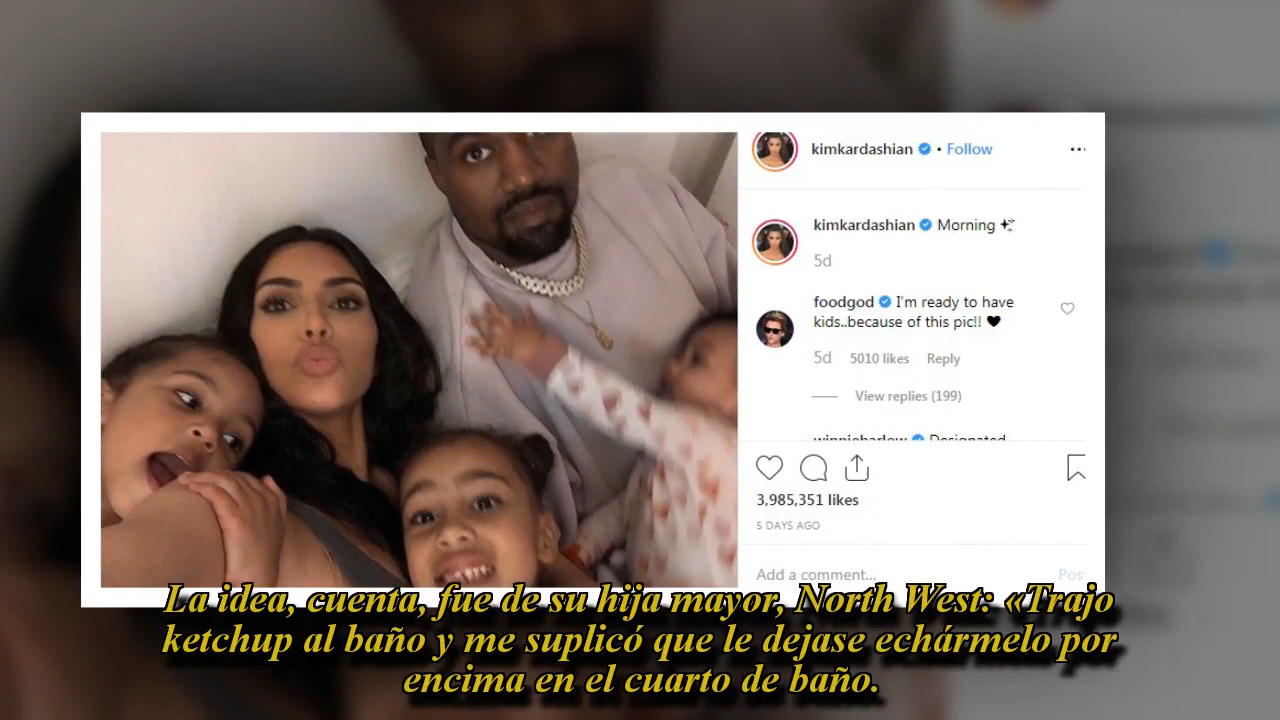 kimkardashian • Follow
kimkardashian Morning
5d
foodgod I'm ready to have
kids..because of this pic!! 🖤
5d 5010 likes Reply
View replies (199)
winnieharlow Designated
3,985,351 likes
5 DAYS AGO
Add a comment... Pos
La idea, cuenta, fue de su hija mayor, North West: «Trajo
ketchup al baño y me suplicó que le dejase echármelo por
encima en el cuarto de baño.